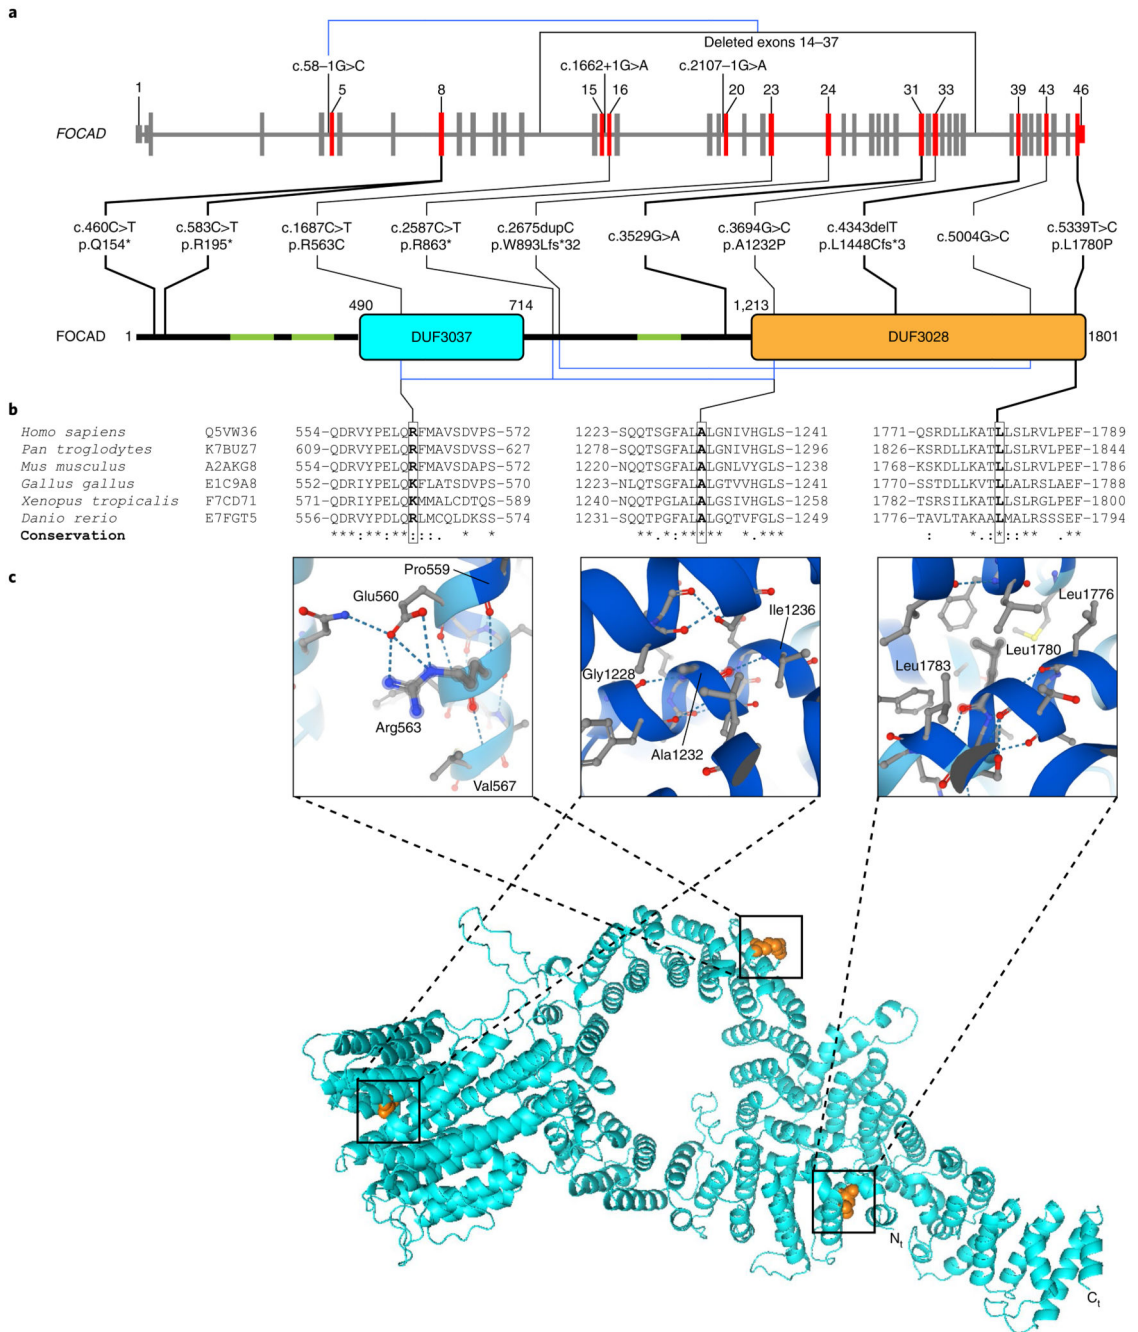 a
Deleted exons 14–37
c.58–1G>C
c.1662+1G>A
c.2107–1G>A
1
5
8
15
16
20
23
24
31
33
39
43
46
FOCAD
c.460C>T
p.Q154*
c.583C>T
p.R195*
c.1687C>T
p.R563C
c.2587C>T
p.R863*
c.2675dupC
p.W893Lfs*32
c.3529G>A
c.3694G>C
p.A1232P
c.4343delT
p.L1448Cfs*3
c.5004G>C
c.5339T>C
p.L1780P
490
714
1,213
FOCAD
1
DUF3037
DUF3028
1801
b
Homo sapiens Q5VW36 554–QDRVYPELQRFMAVSDVPS–572 1223–SQQTSGFALALGNIVHGLS–1241 1771–QSRDLLKATLLSLRVLPEF–1789
Pan troglodytes K7BUZ7 609–QDRVYPELQRFMAVSDVSS–627 1278–SQQTSGFALALGNIVHGLS–1296 1826–KSRDLLKATLLSLRVLPEF–1844
Mus musculus A2AKG8 554–QDRVYPELQRFMAVSDAPS–572 1220–NQQTSGFALALGNLVYGLS–1238 1768–KSKDLLKATLLSLRVLPEF–1786
Gallus gallus E1C9A8 552–QDRIYPELQKFLATSDVPS–570 1223–NLQTSGFALALGTVVHGLT–1241 1770–SSTDLLKATLLALRSLAEF–1788
Xenopus tropicalis F7CD71 571–QDRIYPELQKMMALCDTQS–589 1240–NQQTPGLALALGSIVHGLS–1258 1782–TSRSILKATLLSLRGLPEF–1800
Danio rerio E7FGT5 556–QDRVYPDLQRLMCQLDKSS–574 1231–SQQTPGFAIALGQTVFGLS–1249 1776–TAVLTAKAALMALRSSSEF–1794
Conservation ***:**:**:::. * * **.*:*:*** *.*** : *.:*::** .**
c
Pro559
Glu560
Arg563
Val567
Ile1236
Gly1228
Ala1232
Leu1776
Leu1780
Leu1783
Nt
Ct